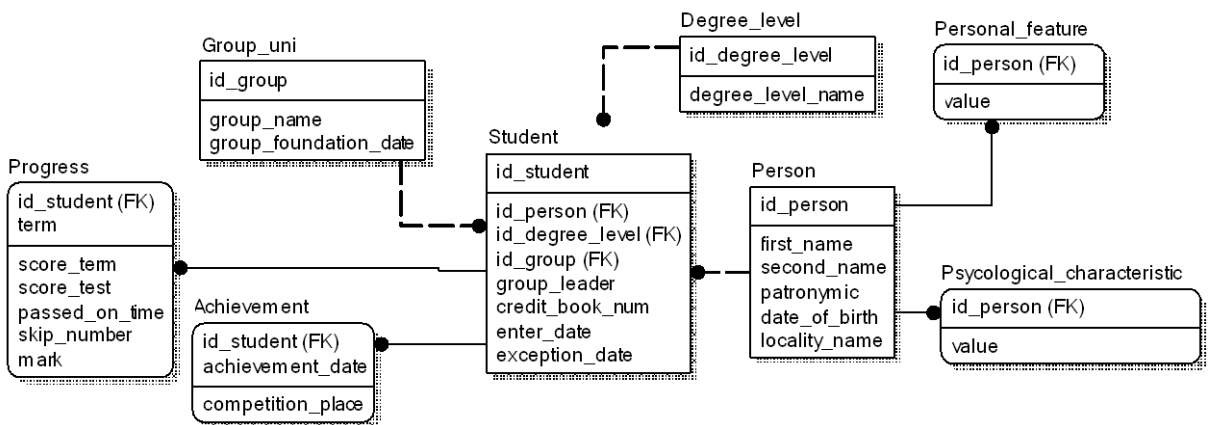 Degree_level
id_degree_level
degree_level_name
Personal_feature
id_person (FK)
value
Group_uni
id_group
group_name
group_foundation_date
Student
id_student
id_person (FK)
id_degree_level (FK)
id_group (FK)
group_leader
credit_book_num
enter_date
exception_date
Person
id_person
first_name
second_name
patronymic
date_of_birth
locality_name
Progress
id_student (FK)
term
score_term
score_test
passed_on_time
skip_number
mark
Achievement
id_student (FK)
achievement_date
competition_place
Psycological_characteristic
id_person (FK)
value